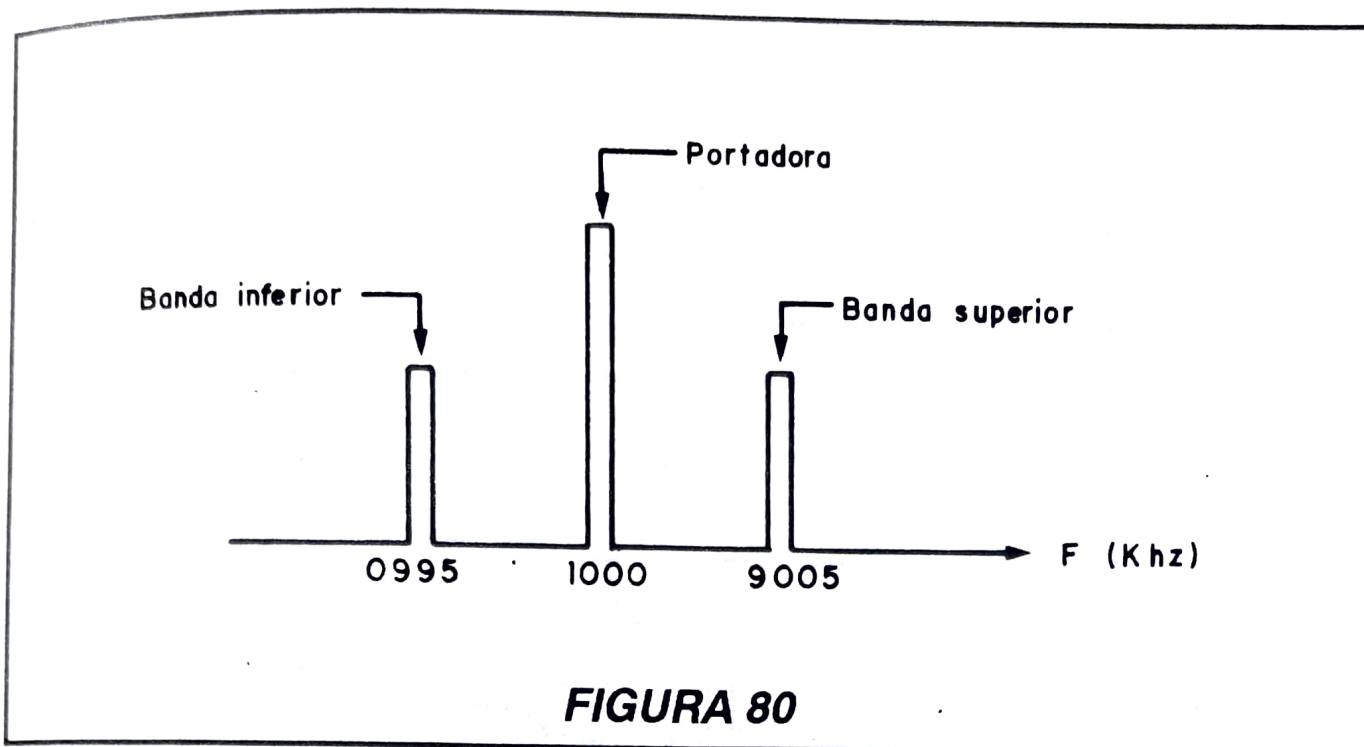 Portadora
Banda inferior
Banda superior
0995
1000
9005
F (Khz)
FIGURA 80